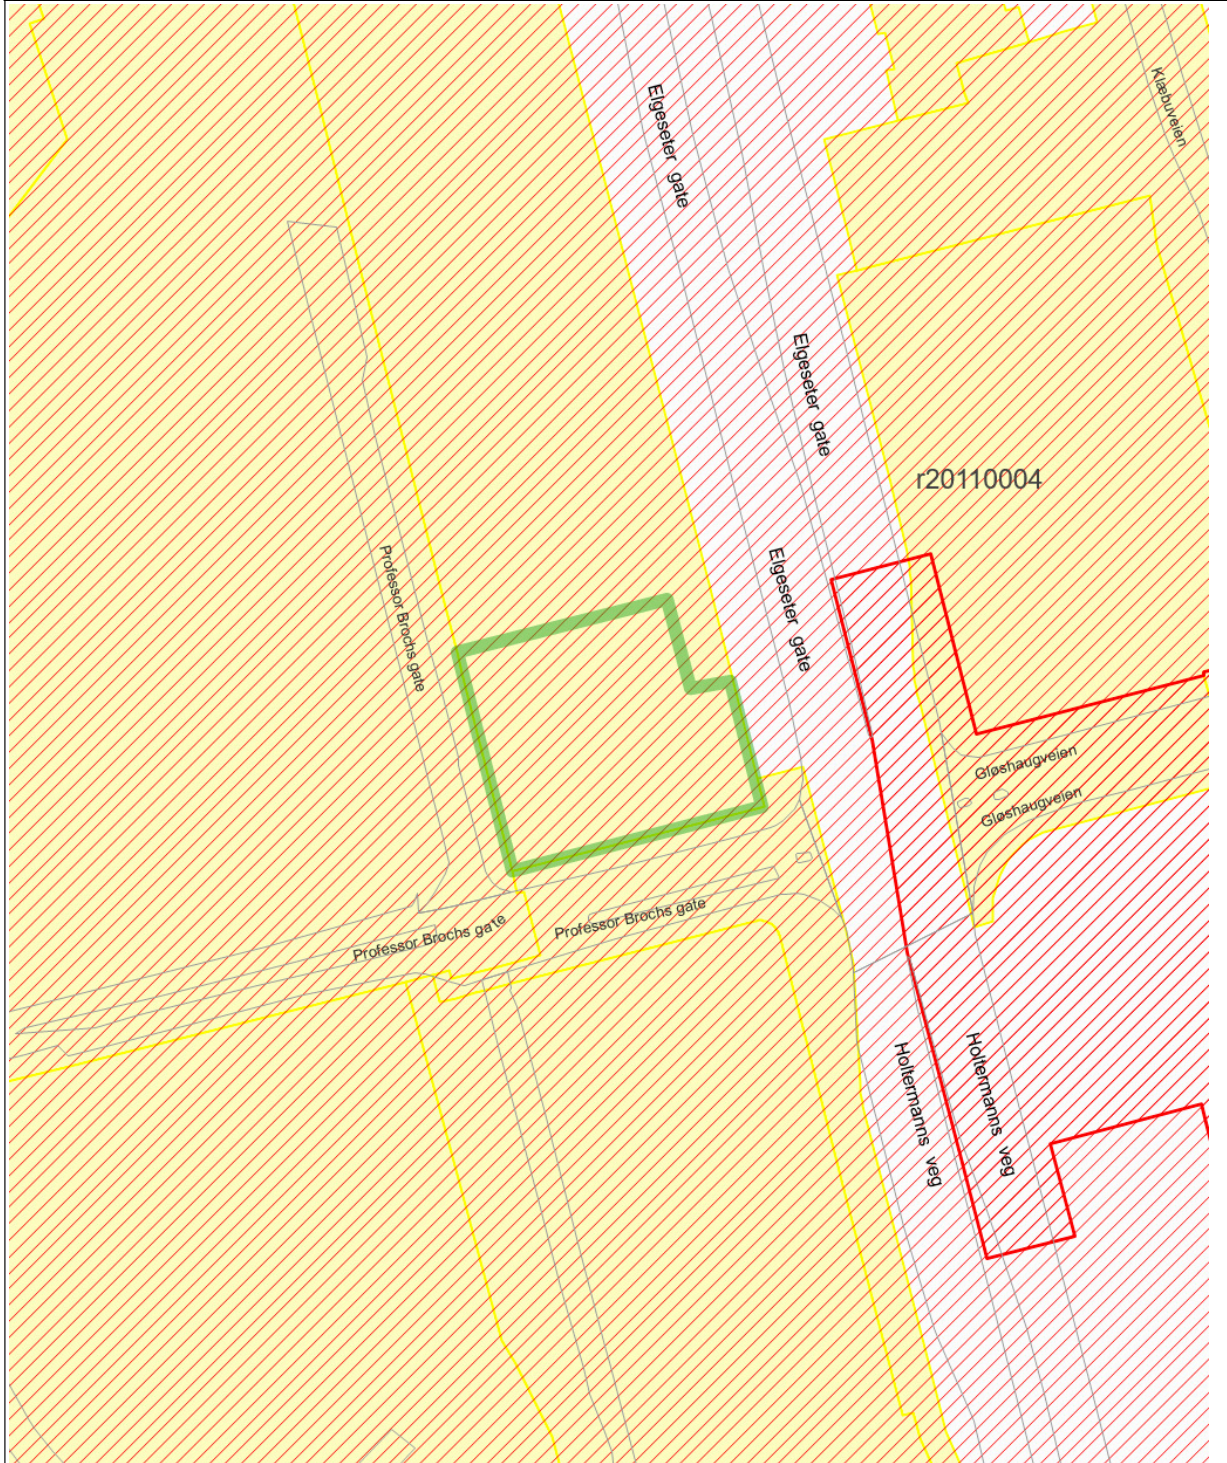 Elgeseter gate
Klæbuveien
Elgeseter gate
r20110004
Professor Brochs gate
Elgeseter gate
Gløshaugveien
Gløshaugveien
Professor Brochs gate
Professor Brochs gate
Holtermanns veg
Holtermanns veg